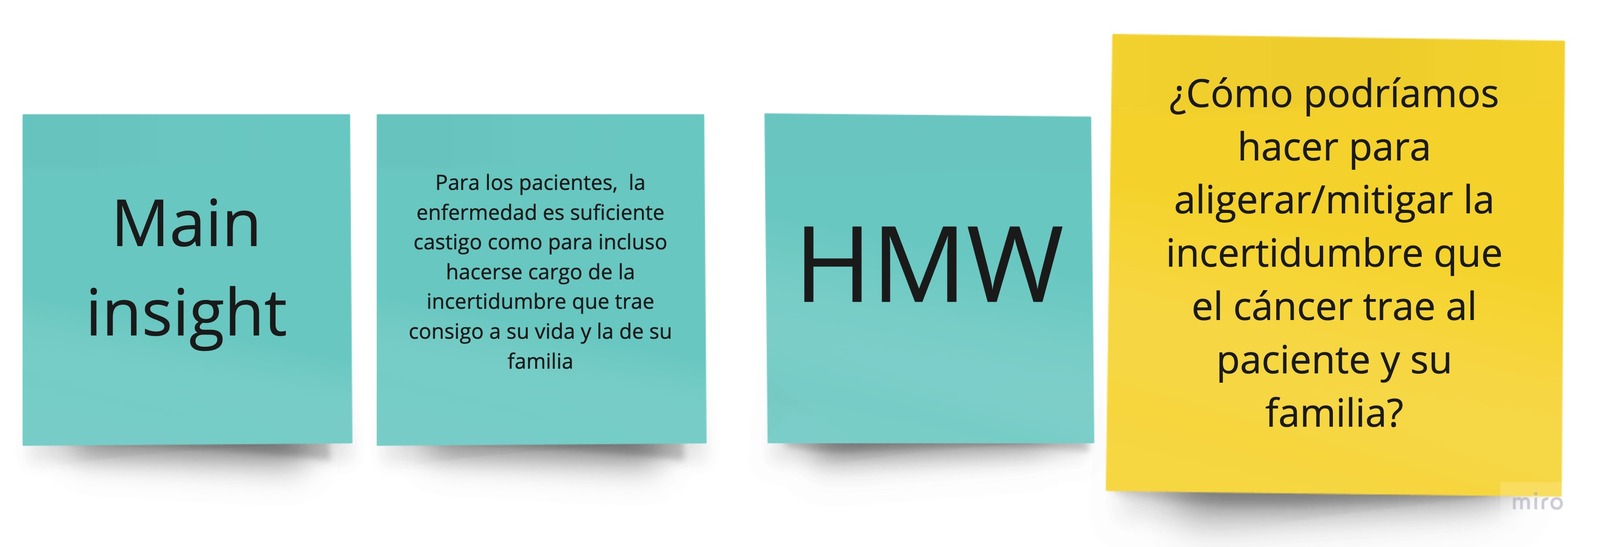 Main
insight
Para los pacientes,  la
enfermedad es suficiente
castigo como para incluso
hacerse cargo de la
incertidumbre que trae
consigo a su vida y la de su
familia
HMW
¿Cómo podríamos
hacer para
aligerar/mitigar la
incertidumbre que
el cáncer trae al
paciente y su
familia?
miro